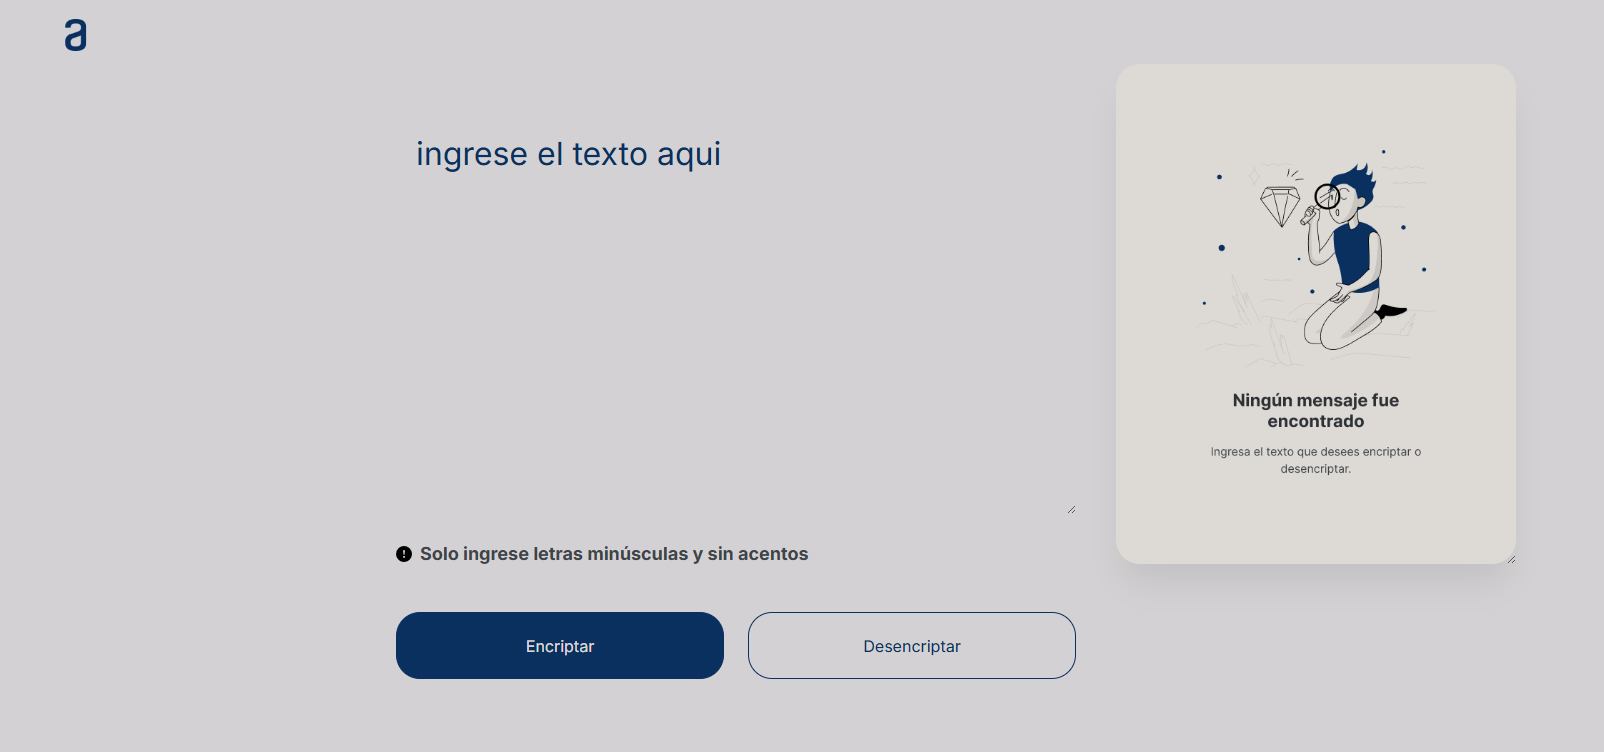 a
ingrese el texto aqui
Solo ingrese letras minúsculas y sin acentos
Encriptar
Desencriptar
Ningún mensaje fue
encontrado
Ingresa el texto que desees encriptar o
desencriptar.